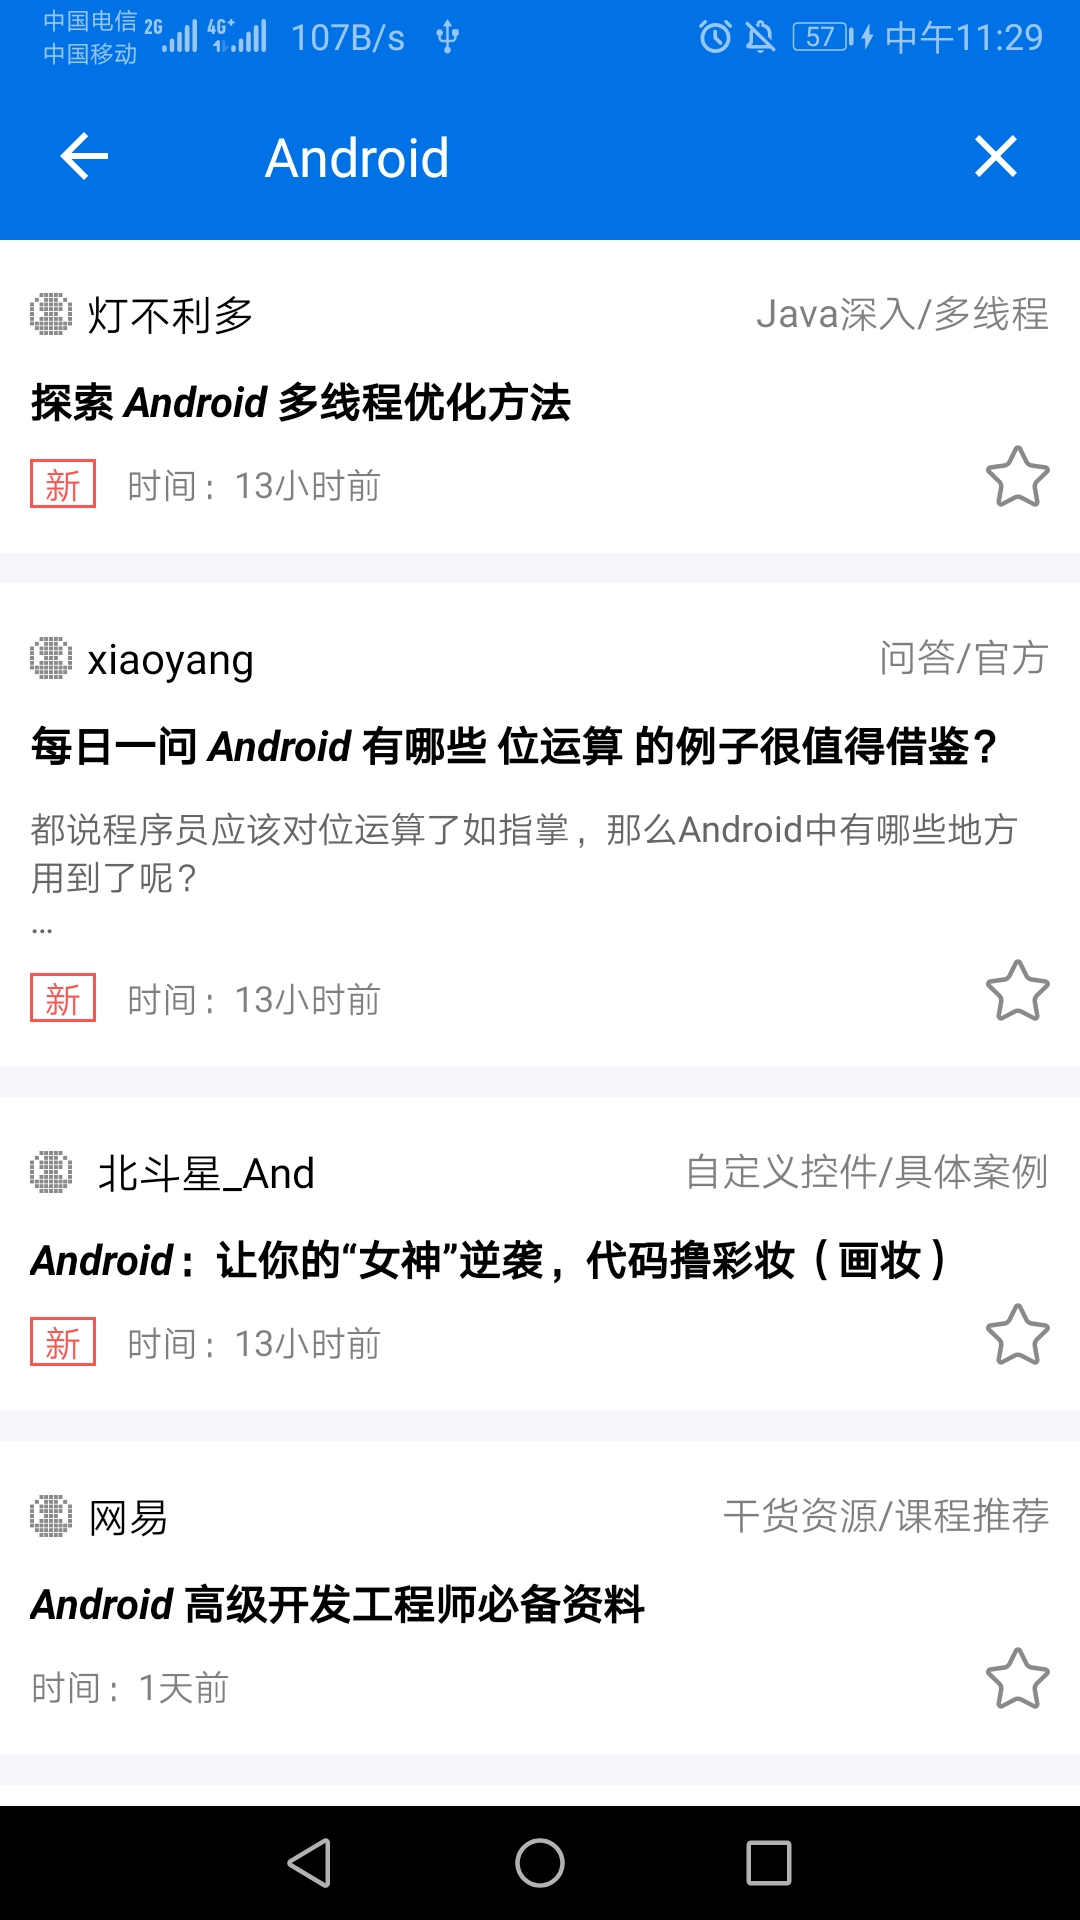 中国电信 2G 4G+ 107B/s 57 中午11:29
中国移动
Android
灯不利多 Java深入/多线程
探索 Android 多线程优化方法
新 时间：13小时前
xiaoyang 问答/官方
每日一问 Android 有哪些 位运算 的例子很值得借鉴？
都说程序员应该对位运算了如指掌，那么Android中有哪些地方
用到了呢？
...
新 时间：13小时前
北斗星_And 自定义控件/具体案例
Android：让你的“女神”逆袭，代码撸彩妆（画妆）
新 时间：13小时前
网易 干货资源/课程推荐
Android 高级开发工程师必备资料
时间：1天前